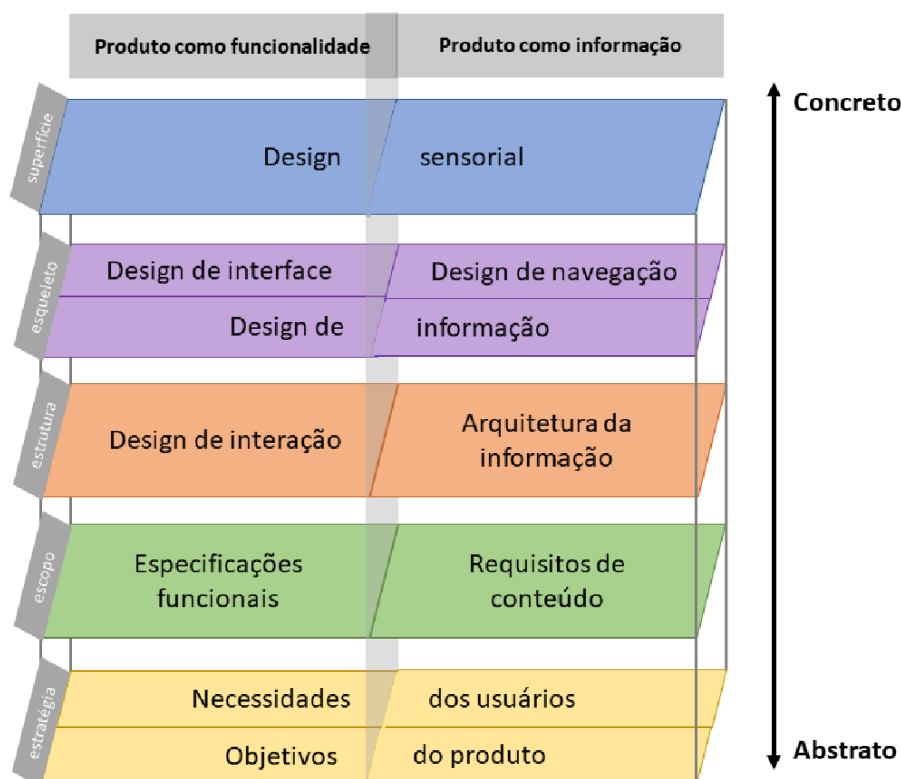 Produto como funcionalidade Produto como informação
Concreto
superfície
Design sensorial
esqueleto
Design de interface Design de navegação
Design de informação
estrutura
Design de interação
Arquitetura da
informação
escopo
Especificações
funcionais
Requisitos de
conteúdo
estratégia
Necessidades dos usuários
Objetivos do produto
Abstrato